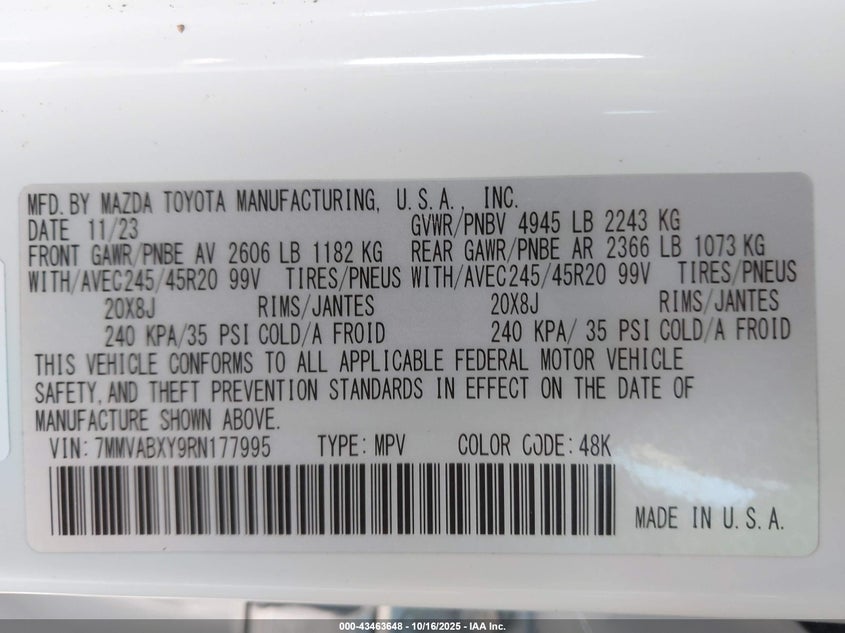 MFD. BY MAZDA TOYOTA MANUFACTURING, U.S.A., INC.
DATE 11/23 GVWR/PNBV 4945 LB 2243 KG
FRONT GAWR/PNBE AV 2606 LB 1182 KG REAR GAWR/PNBE AR 2366 LB 1073 KG
WITH/AVEC245/45R20 99V TIRES/PNEUS WITH/AVEC245/45R20 99V TIRES/PNEUS
20X8J RIMS/JANTES 20X8J RIMS/JANTES
240 KPA/35 PSI COLD/A FROID 240 KPA/ 35 PSI COLD/A FROID
THIS VEHICLE CONFORMS TO ALL APPLICABLE FEDERAL MOTOR VEHICLE
SAFETY, AND THEFT PREVENTION STANDARDS IN EFFECT ON THE DATE OF
MANUFACTURE SHOWN ABOVE.
VIN: 7MMVABXY9RN177995 TYPE: MPV COLOR CODE: 48K
MADE IN U.S.A.
000-43463648 - 10/16/2025 - IAA Inc.